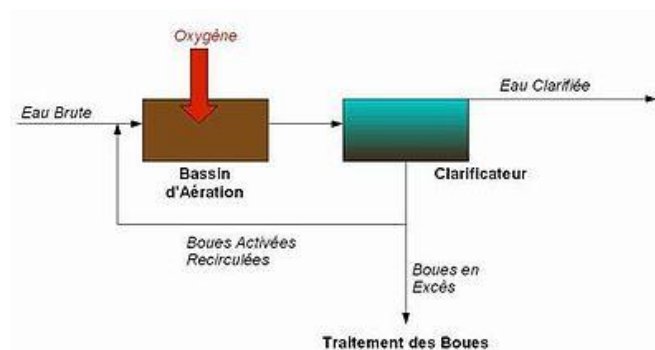 Oxygène
Eau Brute
Eau Clarifiée
Bassin
d'Aération
Clarificateur
Boues Activées
Recirculées
Boues en
Excès
Traitement des Boues